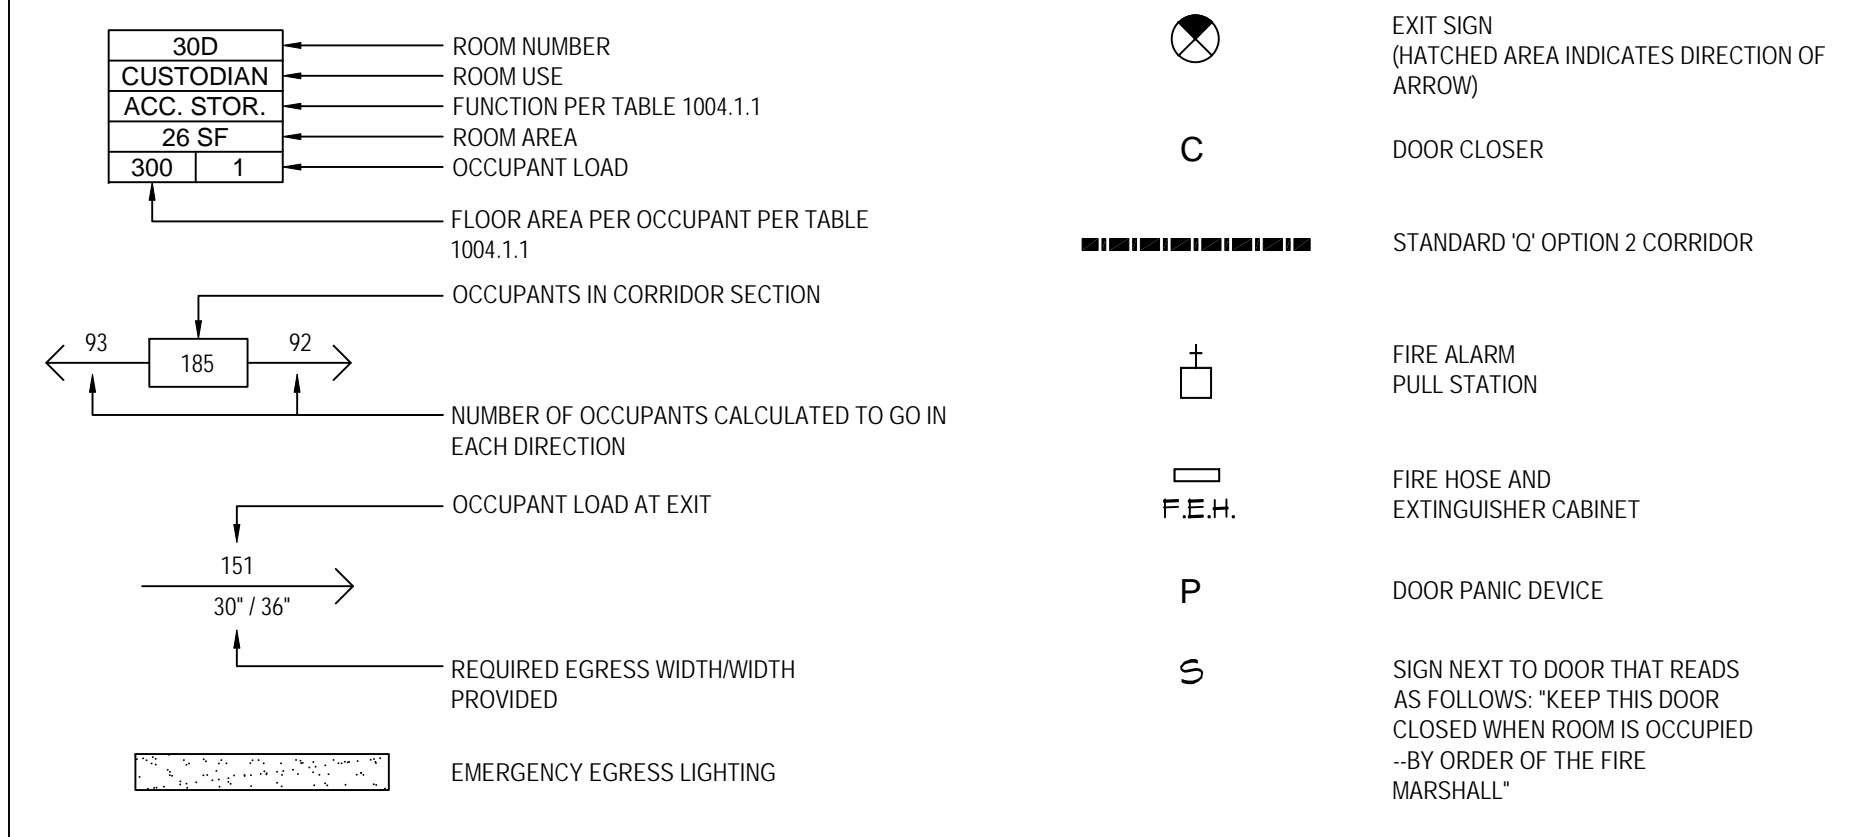 30D
CUSTODIAN
ACC. STOR.
26 SF
300 1
ROOM NUMBER
ROOM USE
FUNCTION PER TABLE 1004.1.1
ROOM AREA
OCCUPANT LOAD
FLOOR AREA PER OCCUPANT PER TABLE
1004.1.1
OCCUPANTS IN CORRIDOR SECTION
93
185
92
NUMBER OF OCCUPANTS CALCULATED TO GO IN
EACH DIRECTION
OCCUPANT LOAD AT EXIT
151
30" / 36"
REQUIRED EGRESS WIDTH/WIDTH
PROVIDED
EMERGENCY EGRESS LIGHTING
EXIT SIGN
(HATCHED AREA INDICATES DIRECTION OF
ARROW)
C
DOOR CLOSER
STANDARD 'Q' OPTION 2 CORRIDOR
FIRE ALARM
PULL STATION
F.E.H.
FIRE HOSE AND
EXTINGUISHER CABINET
P
DOOR PANIC DEVICE
S
SIGN NEXT TO DOOR THAT READS
AS FOLLOWS: "KEEP THIS DOOR
CLOSED WHEN ROOM IS OCCUPIED
--BY ORDER OF THE FIRE
MARSHALL"